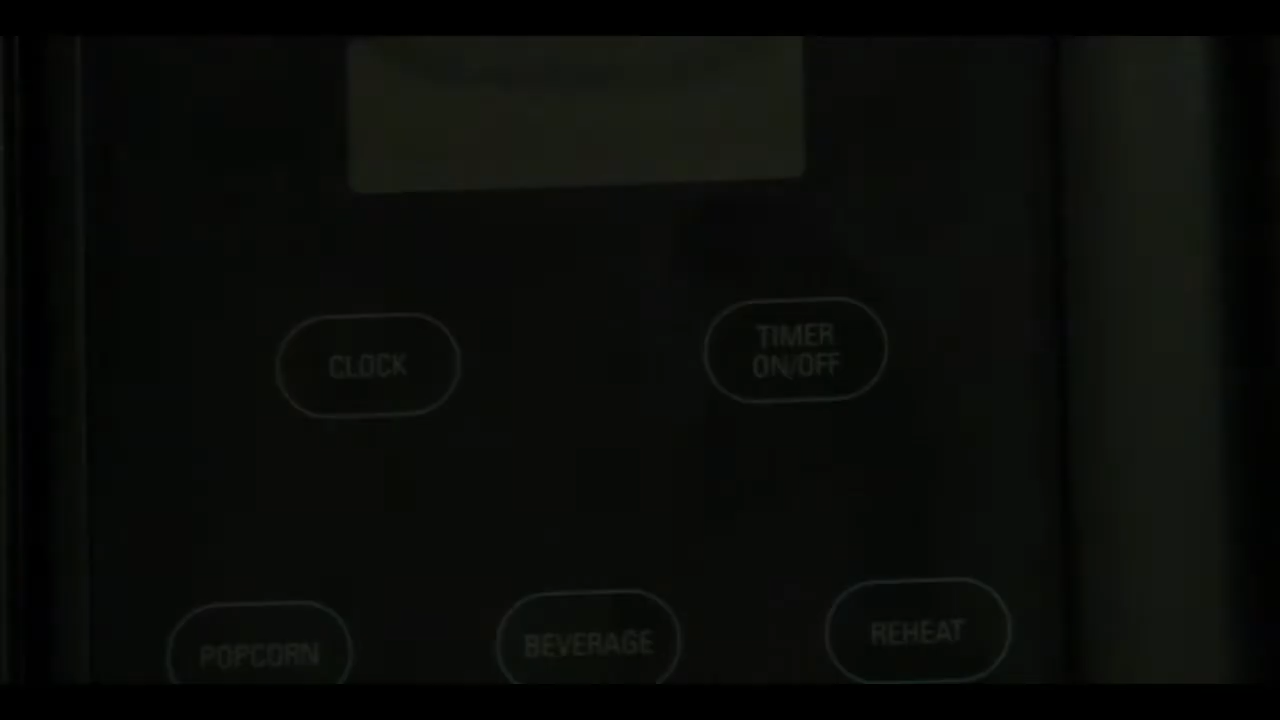 CLOCK
TIMER
ON/OFF
POPCORN
BEVERAGE
REHEAT